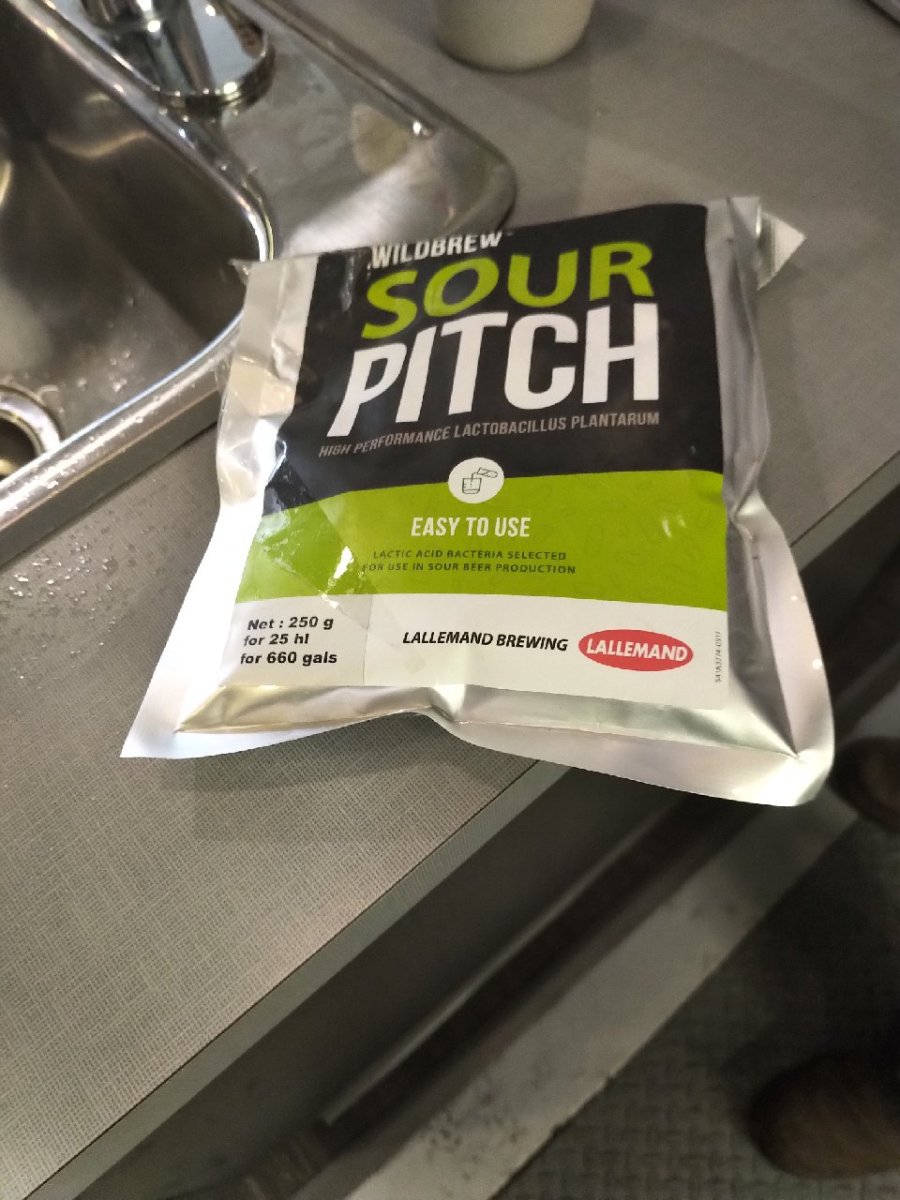 WILDBREW
SOUR
PITCH
HIGH PERFORMANCE LACTOBACILLUS PLANTARUM
EASY TO USE
LACTIC ACID BACTERIA SELECTED
FOR USE IN SOUR BEER PRODUCTION
Net : 250 g
for 25 hl
for 660 gals
LALLEMAND BREWING
LALLEMAND